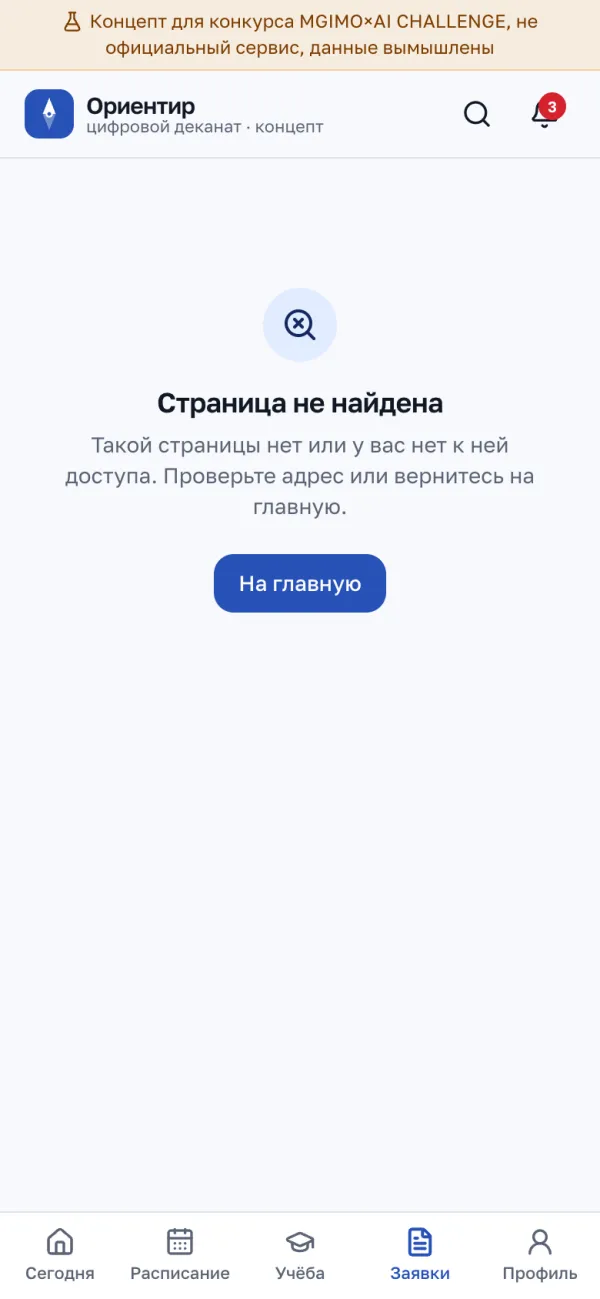 Концепт для конкурса MGIMO×AI CHALLENGE, не
официальный сервис, данные вымышлены
Ориентир
цифровой деканат · концепт
3
Страница не найдена
Такой страницы нет или у вас нет к ней
доступа. Проверьте адрес или вернитесь на
главную.
На главную
Сегодня
Расписание
Учёба
Заявки
Профиль